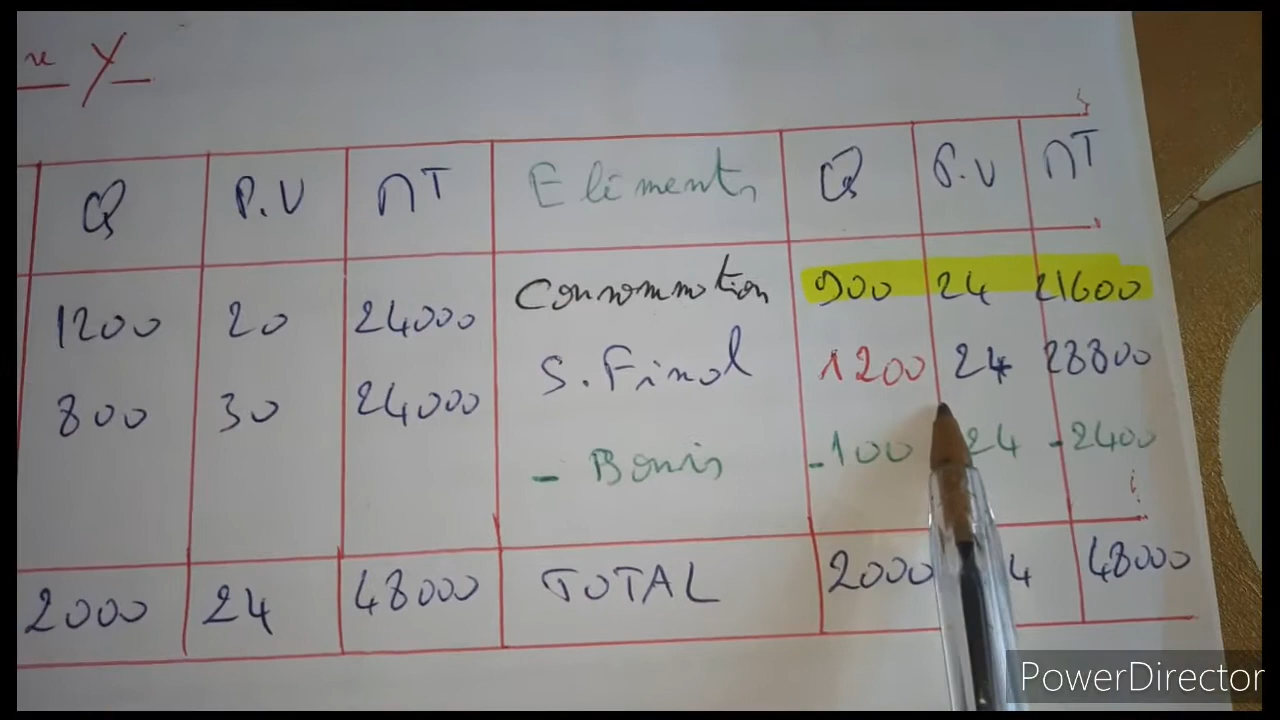 Y
Q P.U MT Eléments Q P.U MT
1200 20 24000 Consommation 900 24 21600
800 30 24000 S. Final 1200 24 28800
- Bonis -100 24 -2400
2000 24 48000 TOTAL 2000 4 48000
PowerDirector